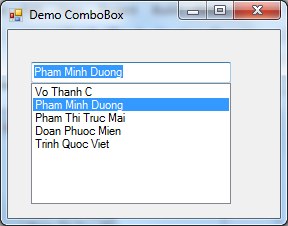 Demo ComboBox
Pham Minh Duong
Vo Thanh C
Pham Minh Duong
Pham Thi Truc Mai
Doan Phuoc Mien
Trinh Quoc Viet